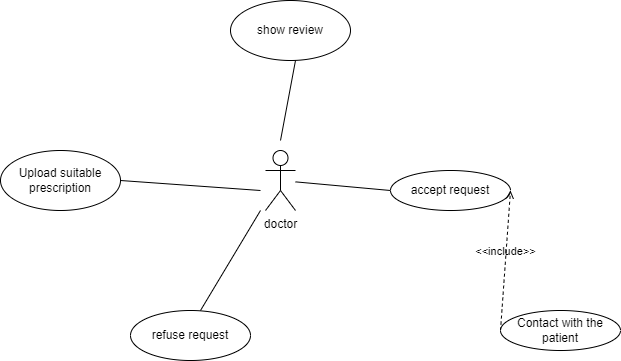 show review
Upload suitable
prescription
accept request
doctor
<<include>>
refuse request
Contact with the
patient